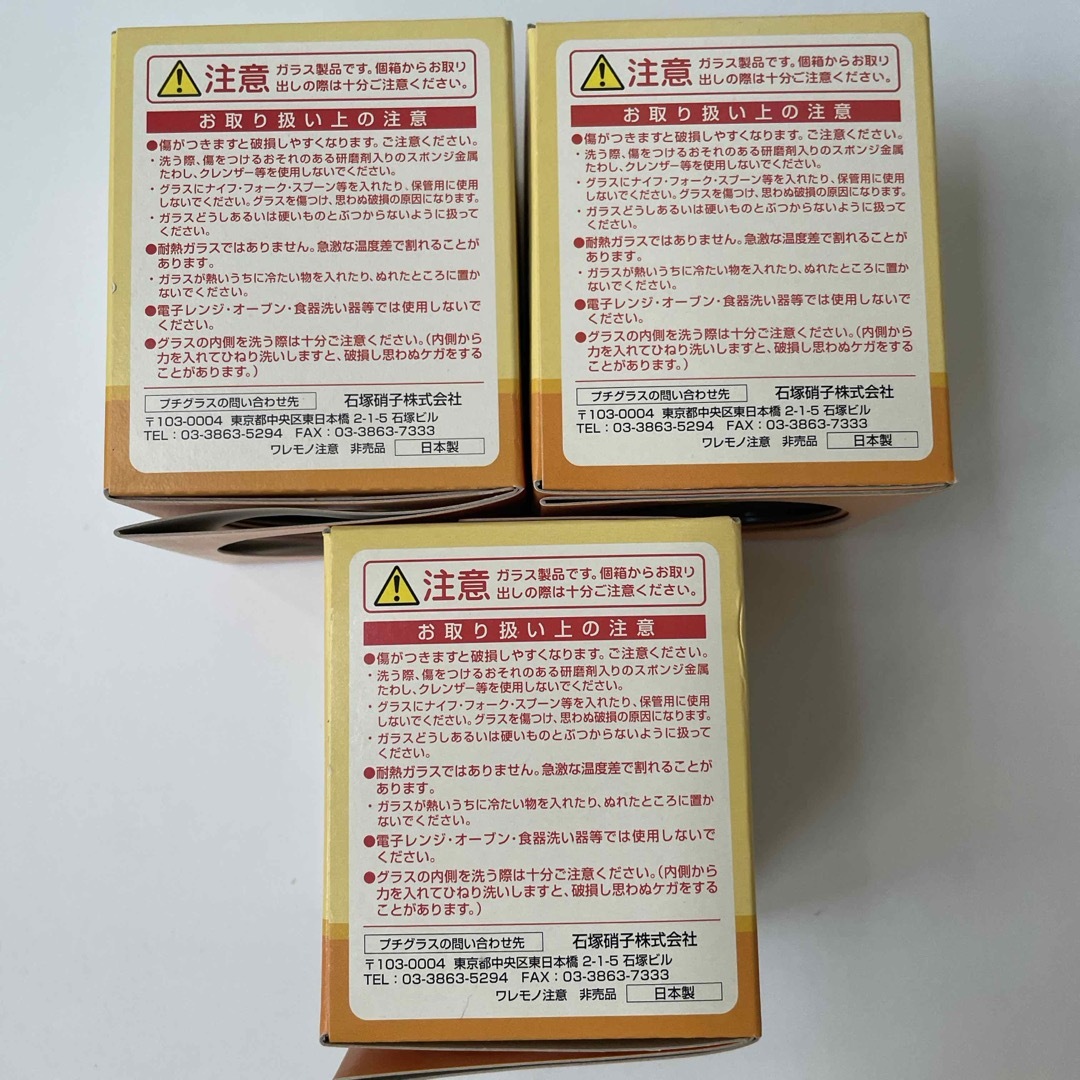 注意 ガラス製品です。個箱からお取り
出しの際は十分ご注意ください。
お取り扱い上の注意
●傷がつきますと破損しやすくなります。ご注意ください。
・洗う際、傷をつけるおそれのある研磨剤入りのスポンジ金属
たわし、クレンザー等を使用しないでください。
・グラスにナイフ・フォーク・スプーン等を入れたり、保管用に使用
しないでください。グラスを傷つけ、思わぬ破損の原因になります。
・ガラスどうしあるいは硬いものとぶつからないように扱って
ください。
●耐熱ガラスではありません。急激な温度差で割れることが
あります。
・ガラスが熱いうちに冷たい物を入れたり、ぬれたところに置か
ないでください。
●電子レンジ・オーブン・食器洗い器等では使用しないで
ください。
●グラスの内側を洗う際は十分ご注意ください。(内側から
力を入れてひねり洗いしますと、破損し思わぬケガをする
ことがあります。)
プチグラスの問い合わせ先 石塚硝子株式会社
〒103-0004 東京都中央区東日本橋 2-1-5 石塚ビル
TEL:03-3863-5294 FAX:03-3863-7333
ワレモノ注意 非売品 日本製
注意 ガラス製品です。個箱からお取り
出しの際は十分ご注意ください。
お取り扱い上の注意
●傷がつきますと破損しやすくなります。ご注意ください。
・洗う際、傷をつけるおそれのある研磨剤入りのスポンジ金属
たわし、クレンザー等を使用しないでください。
・グラスにナイフ・フォーク・スプーン等を入れたり、保管用に使用
しないでください。グラスを傷つけ、思わぬ破損の原因になります。
・ガラスどうしあるいは硬いものとぶつからないように扱って
ください。
●耐熱ガラスではありません。急激な温度差で割れることが
あります。
・ガラスが熱いうちに冷たい物を入れたり、ぬれたところに置か
ないでください。
●電子レンジ・オーブン・食器洗い器等では使用しないで
ください。
●グラスの内側を洗う際は十分ご注意ください。(内側から
力を入れてひねり洗いしますと、破損し思わぬケガをする
ことがあります。)
プチグラスの問い合わせ先 石塚硝子株式会社
〒103-0004 東京都中央区東日本橋 2-1-5 石塚ビル
TEL:03-3863-5294 FAX:03-3863-7333
ワレモノ注意 非売品 日本製
注意 ガラス製品です。個箱からお取り
出しの際は十分ご注意ください。
お取り扱い上の注意
●傷がつきますと破損しやすくなります。ご注意ください。
・洗う際、傷をつけるおそれのある研磨剤入りのスポンジ金属
たわし、クレンザー等を使用しないでください。
・グラスにナイフ・フォーク・スプーン等を入れたり、保管用に使用
しないでください。グラスを傷つけ、思わぬ破損の原因になります。
・ガラスどうしあるいは硬いものとぶつからないように扱って
ください。
●耐熱ガラスではありません。急激な温度差で割れることが
あります。
・ガラスが熱いうちに冷たい物を入れたり、ぬれたところに置か
ないでください。
●電子レンジ・オーブン・食器洗い器等では使用しないで
ください。
●グラスの内側を洗う際は十分ご注意ください。(内側から
力を入れてひねり洗いしますと、破損し思わぬケガをする
ことがあります。)
プチグラスの問い合わせ先 石塚硝子株式会社
〒103-0004 東京都中央区東日本橋 2-1-5 石塚ビル
TEL:03-3863-5294 FAX:03-3863-7333
ワレモノ注意 非売品 日本製